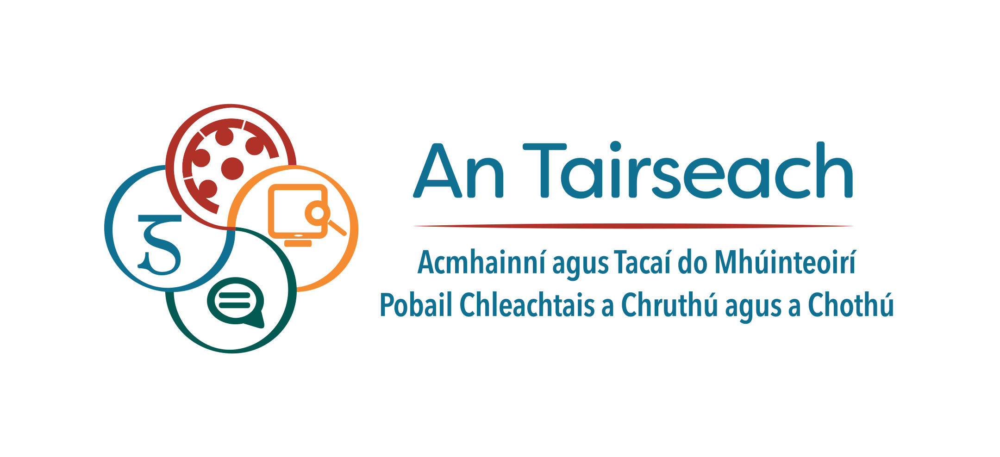 An Tairseach
Acmhainní agus Tacaí do Mhúinteoirí
Pobail Chleachtais a Chruthú agus a Chothú